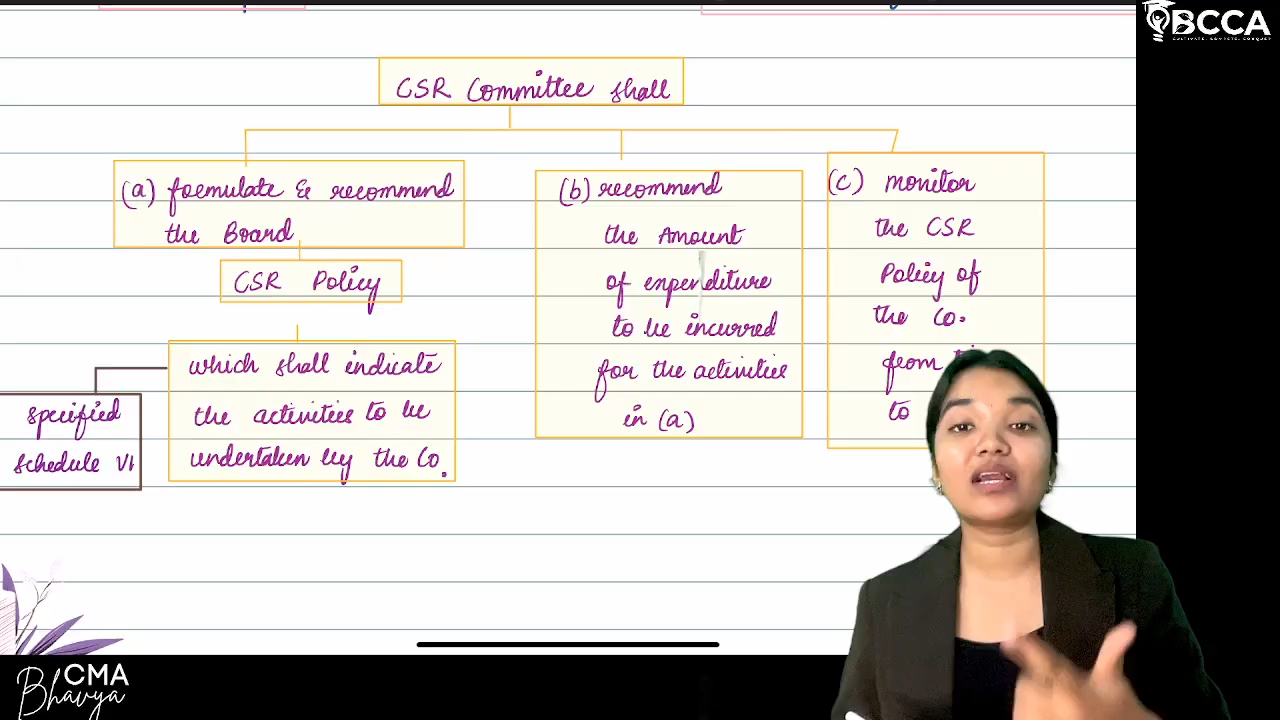 BCCA
CSR Committee shall
(a) formulate & recommend
the Board
CSR Policy
which shall indicate
the activities to be
undertaken by the Co.
specified
schedule VI
(b) recommend
the Amount
of expenditure
to be incurred
for the activities
in (a)
(c) monitor
the CSR
Policy of
the Co.
from
to
CMA
Bhavya